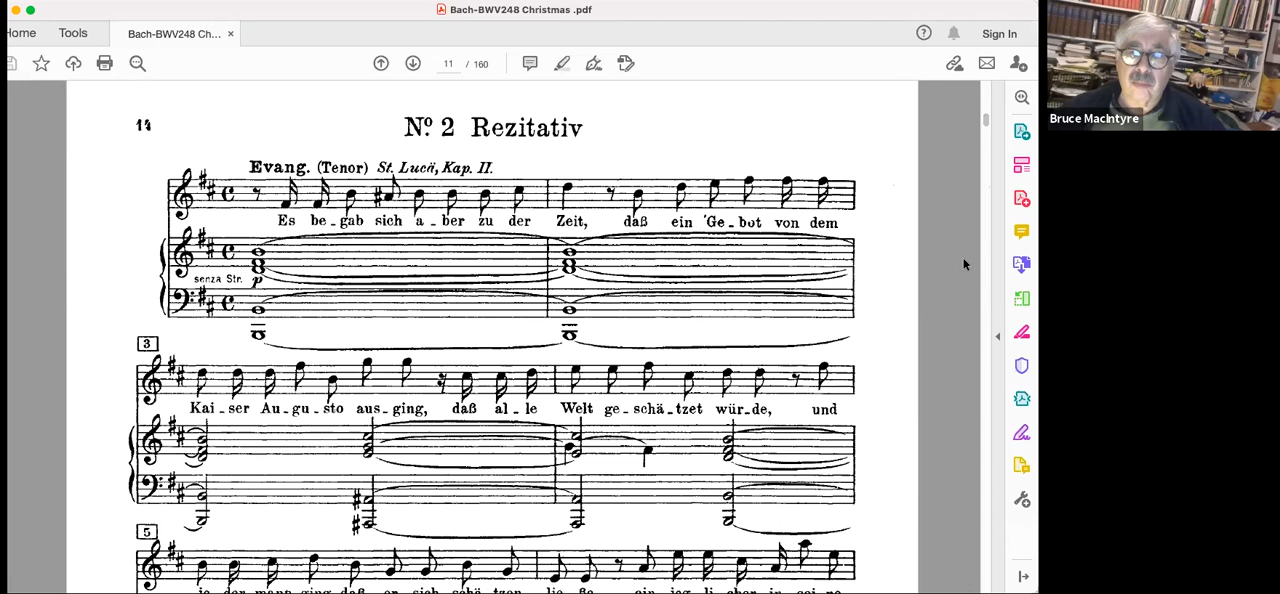 Bach-BWV248 Christmas .pdf
Home Tools Bach-BWV248 Ch... × Sign In
11 / 160
Bruce MacIntyre
14
Nº 2 Rezitativ
Evang. (Tenor) St. Lucä, Kap. II.
Es be-gab sich a-ber zu der Zeit, daß ein Ge-bot von dem
senza Str. p
3
Kai-ser Au-gu-sto aus-ging, daß al-le Welt ge-schä-tzet wür-de, und
5